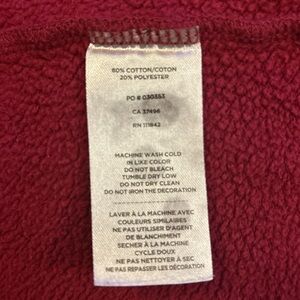 80% COTTON/COTON
20% POLYESTER
PO # 030353
CA 37496
RN 111842
MACHINE WASH COLD
IN LIKE COLOR
DO NOT BLEACH
TUMBLE DRY LOW
DO NOT DRY CLEAN
DO NOT IRON THE DECORATION
LAVER À LA MACHINE AVEC
COULEURS SIMILAIRES
NE PAS UTILISER D'AGENT
DE BLANCHIMENT
SECHER À LA MACHINE
CYCLE DOUX
NE PAS NETTOYER À SEC
NE PAS REPASSER LES DÉCORATION